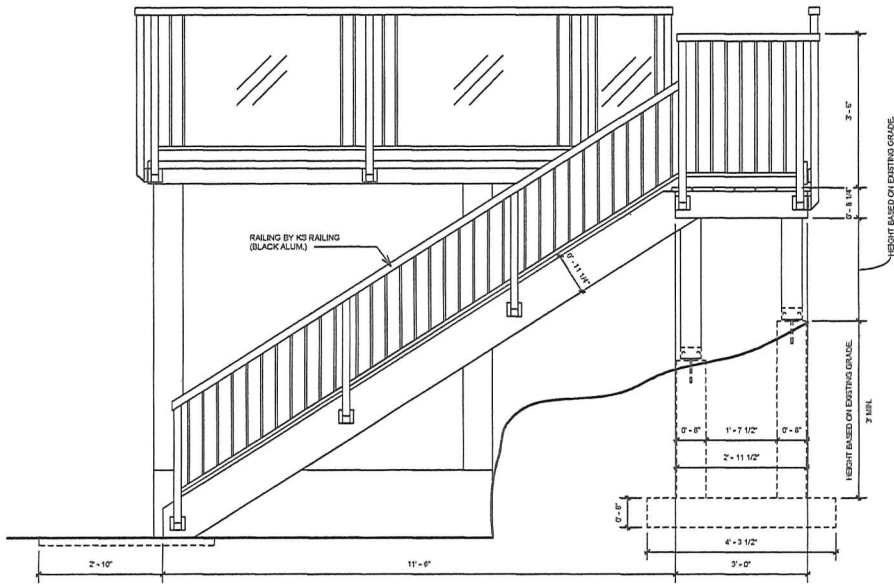 3' - 6"
0' - 8 1/4"
HEIGHT BASED ON EXISTING GRADE.
RAILING BY KS RAILING
(BLACK ALUM.)
0' - 11 1/4"
HEIGHT BASED ON EXISTING GRADE.
3' MIN.
0' - 8"
1' - 7 1/2"
0' - 8"
2' - 11 1/2"
0' - 8"
4' - 3 1/2"
2' - 10"
11' - 6"
3' - 0"